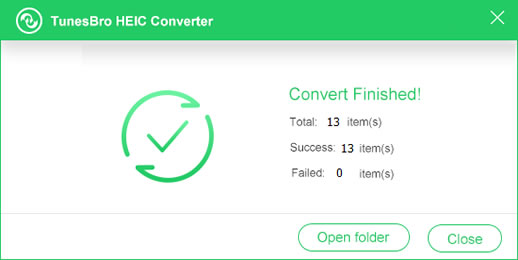 TunesBro HEIC Converter
Convert Finished!
Total: 13 item(s)
Success: 13 item(s)
Failed: 0 item(s)
Open folder Close